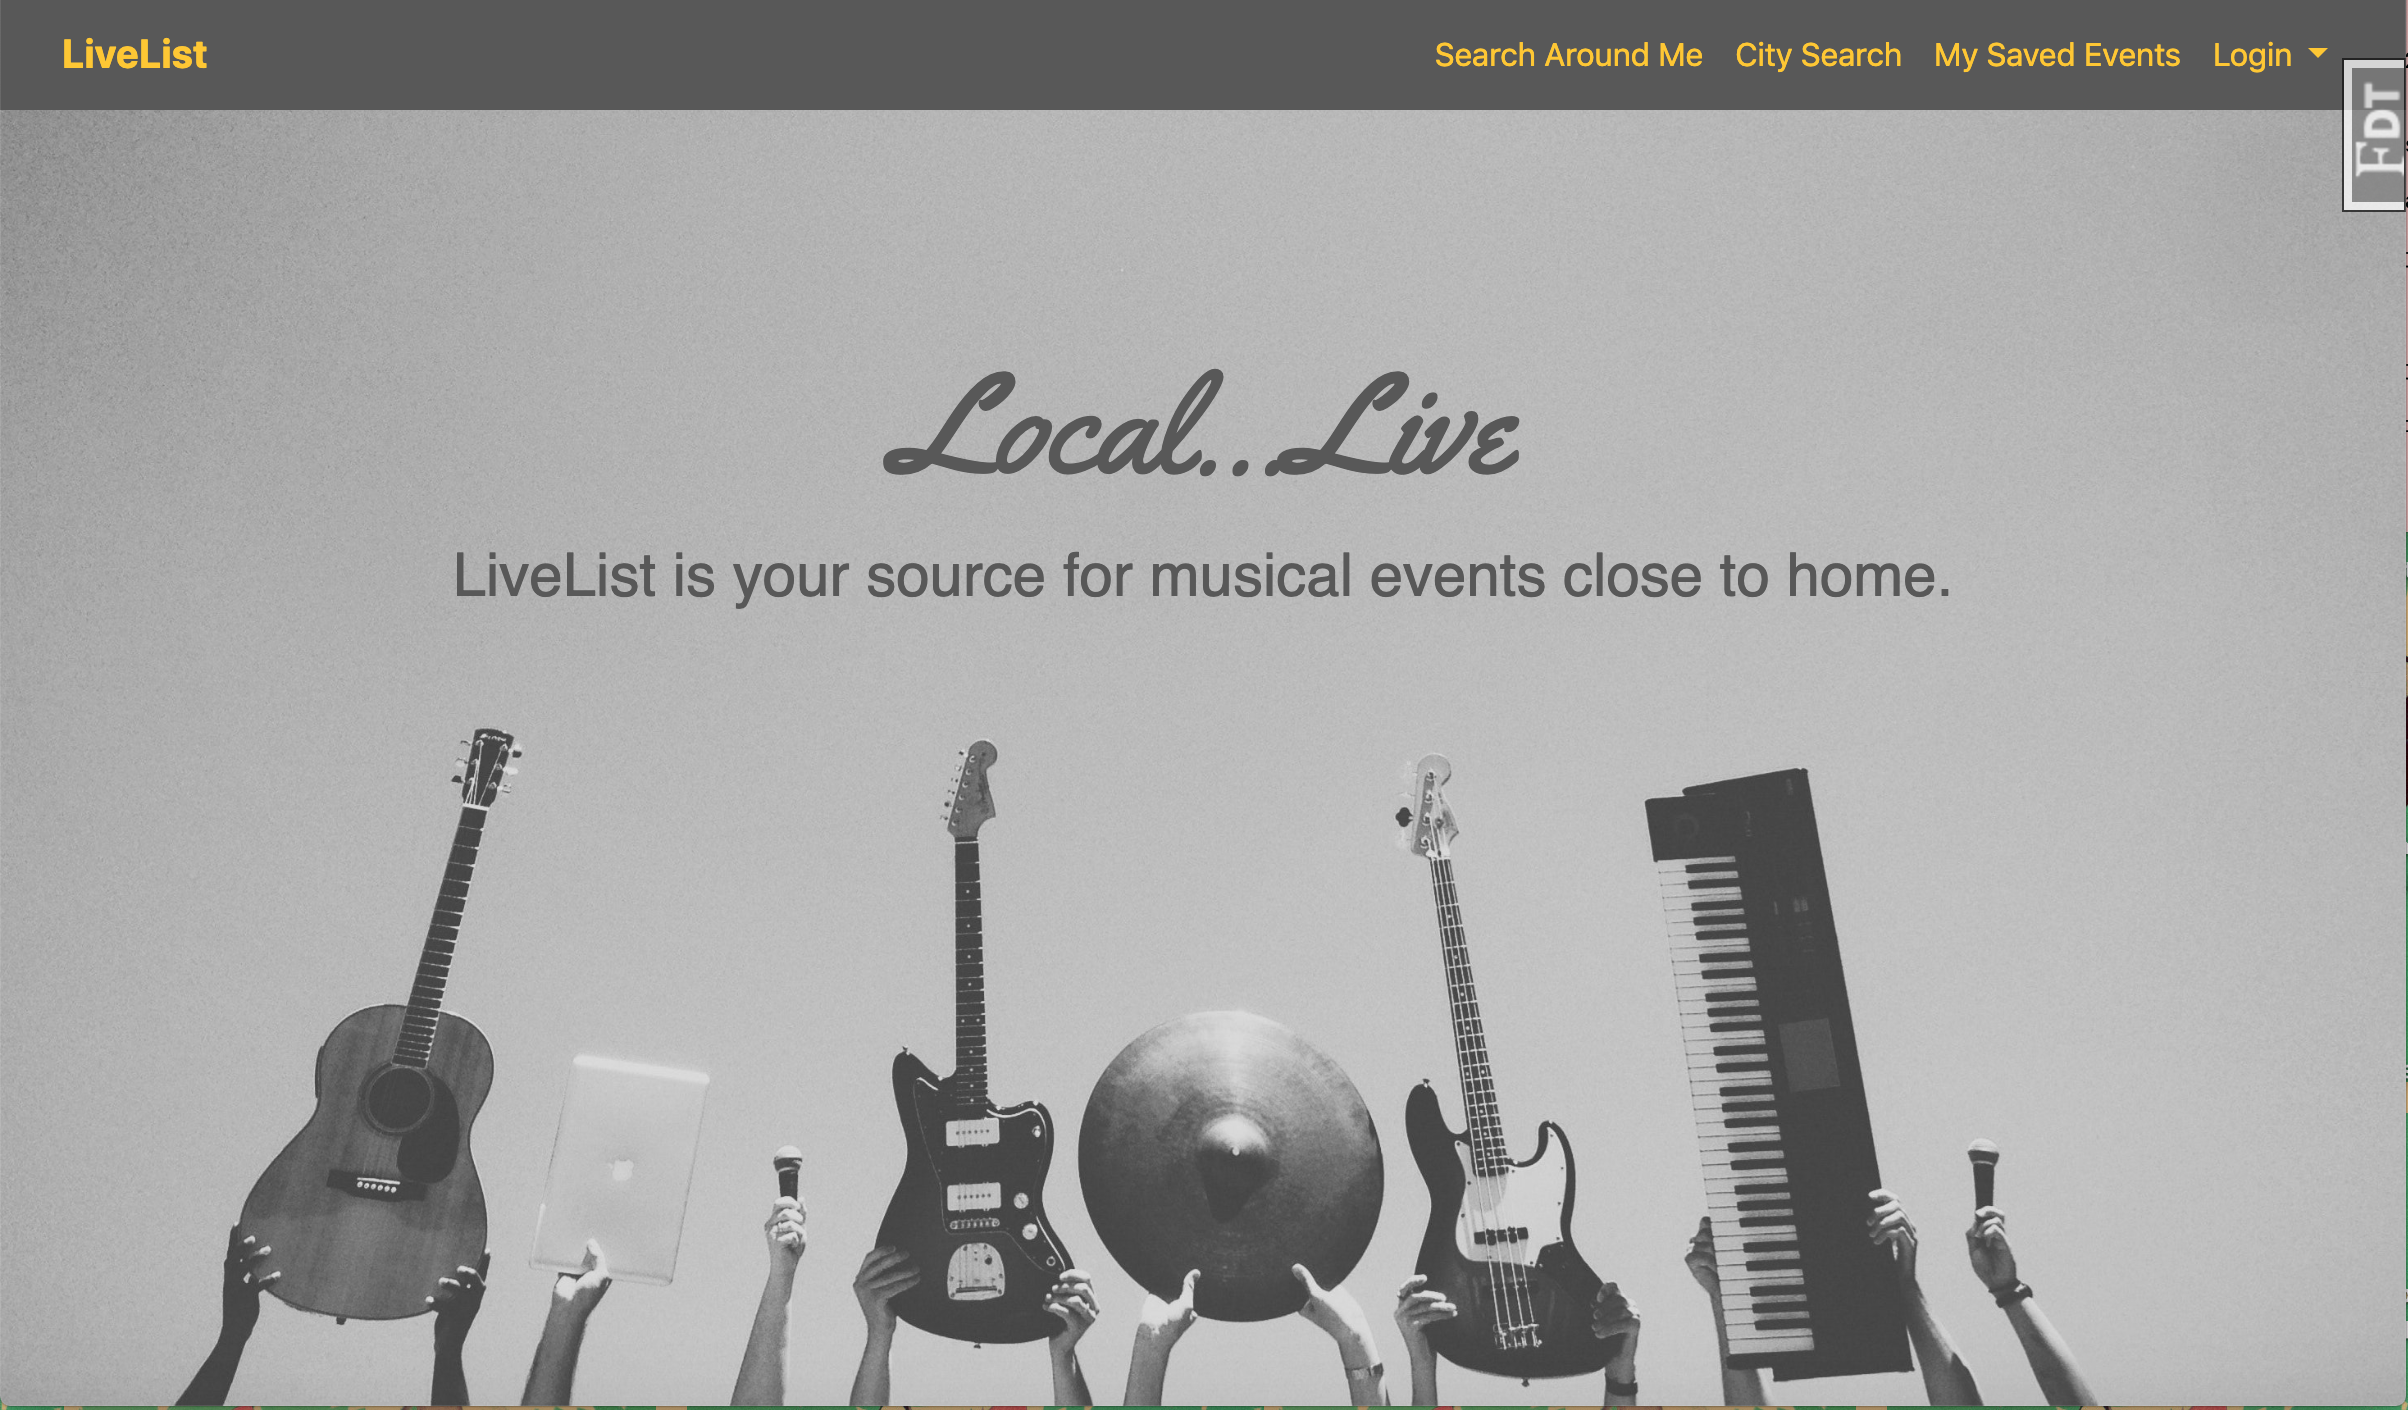 LiveList
Search Around Me
City Search
My Saved Events
Login
FDT
Local...Live
LiveList is your source for musical events close to home.